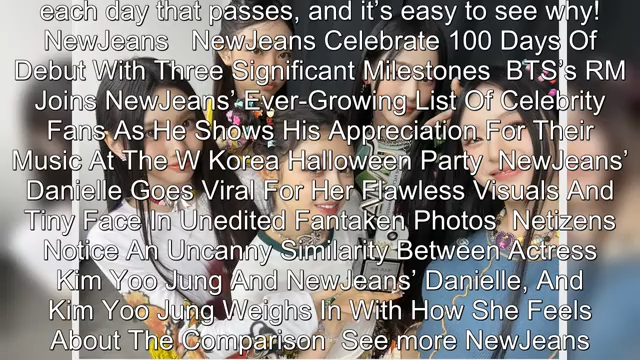 each day that passes, and it’s easy to see why!
NewJeans NewJeans Celebrate 100 Days Of
Debut With Three Significant Milestones BTS’s RM
Joins NewJeans’ Ever-Growing List Of Celebrity
Fans As He Shows His Appreciation For Their
Music At The W Korea Halloween Party NewJeans’
Danielle Goes Viral For Her Flawless Visuals And
Tiny Face In Unedited Fantaken Photos Netizens
Notice An Uncanny Similarity Between Actress
Kim Yoo Jung And NewJeans’ Danielle, And
Kim Yoo Jung Weighs In With How She Feels
About The Comparison See more NewJeans